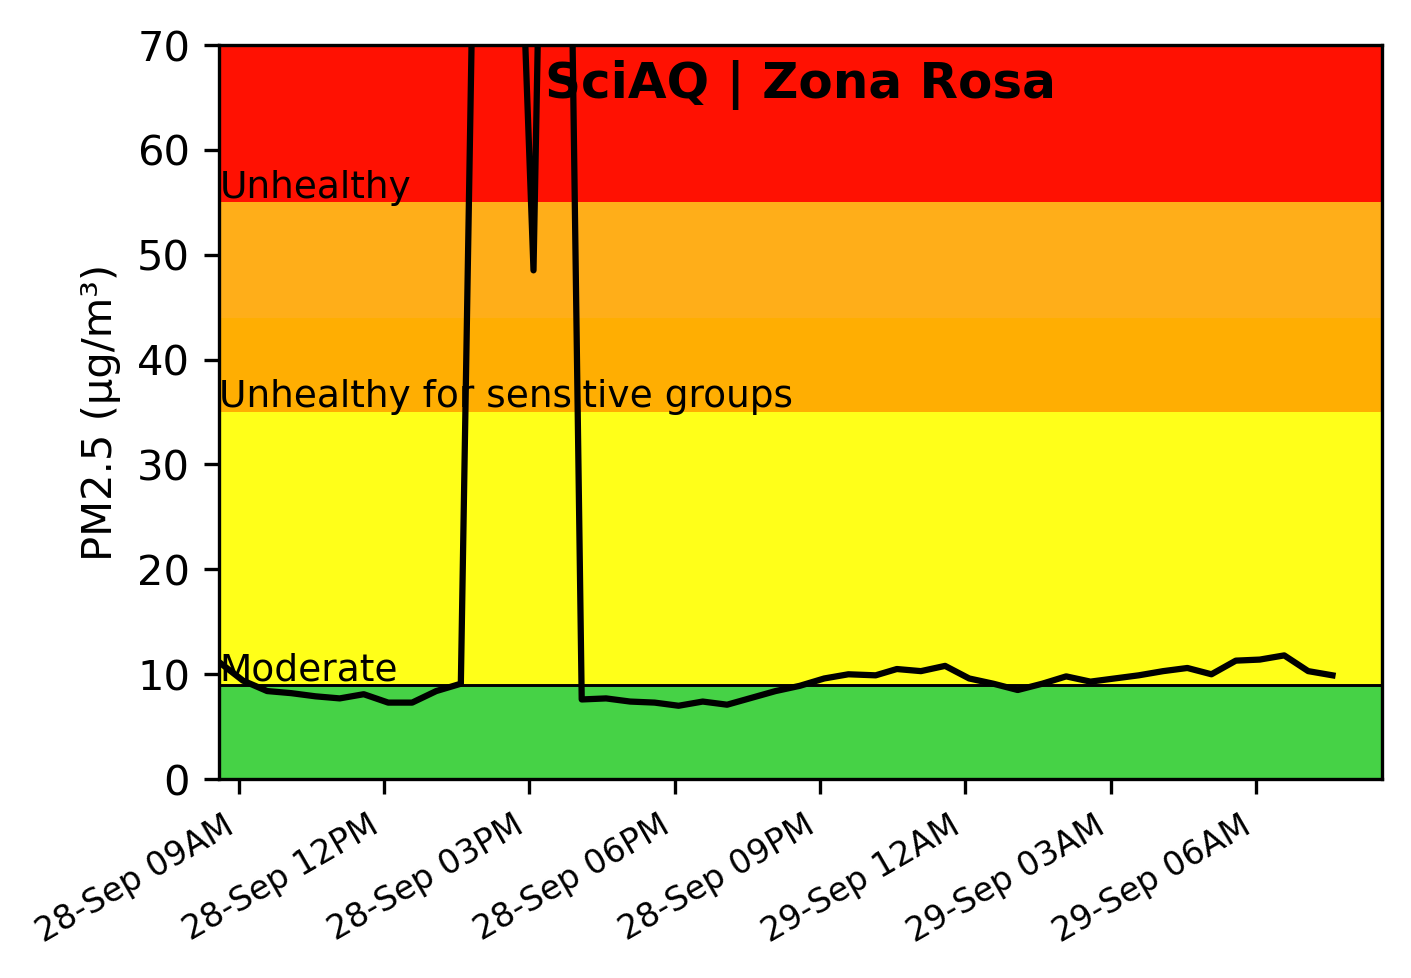 SciAQ | Zona Rosa
PM2.5 (µg/m³)
70
60
50
40
30
20
10
0
Unhealthy
Unhealthy for sensitive groups
Moderate
28-Sep 09AM
28-Sep 12PM
28-Sep 03PM
28-Sep 06PM
28-Sep 09PM
29-Sep 12AM
29-Sep 03AM
29-Sep 06AM